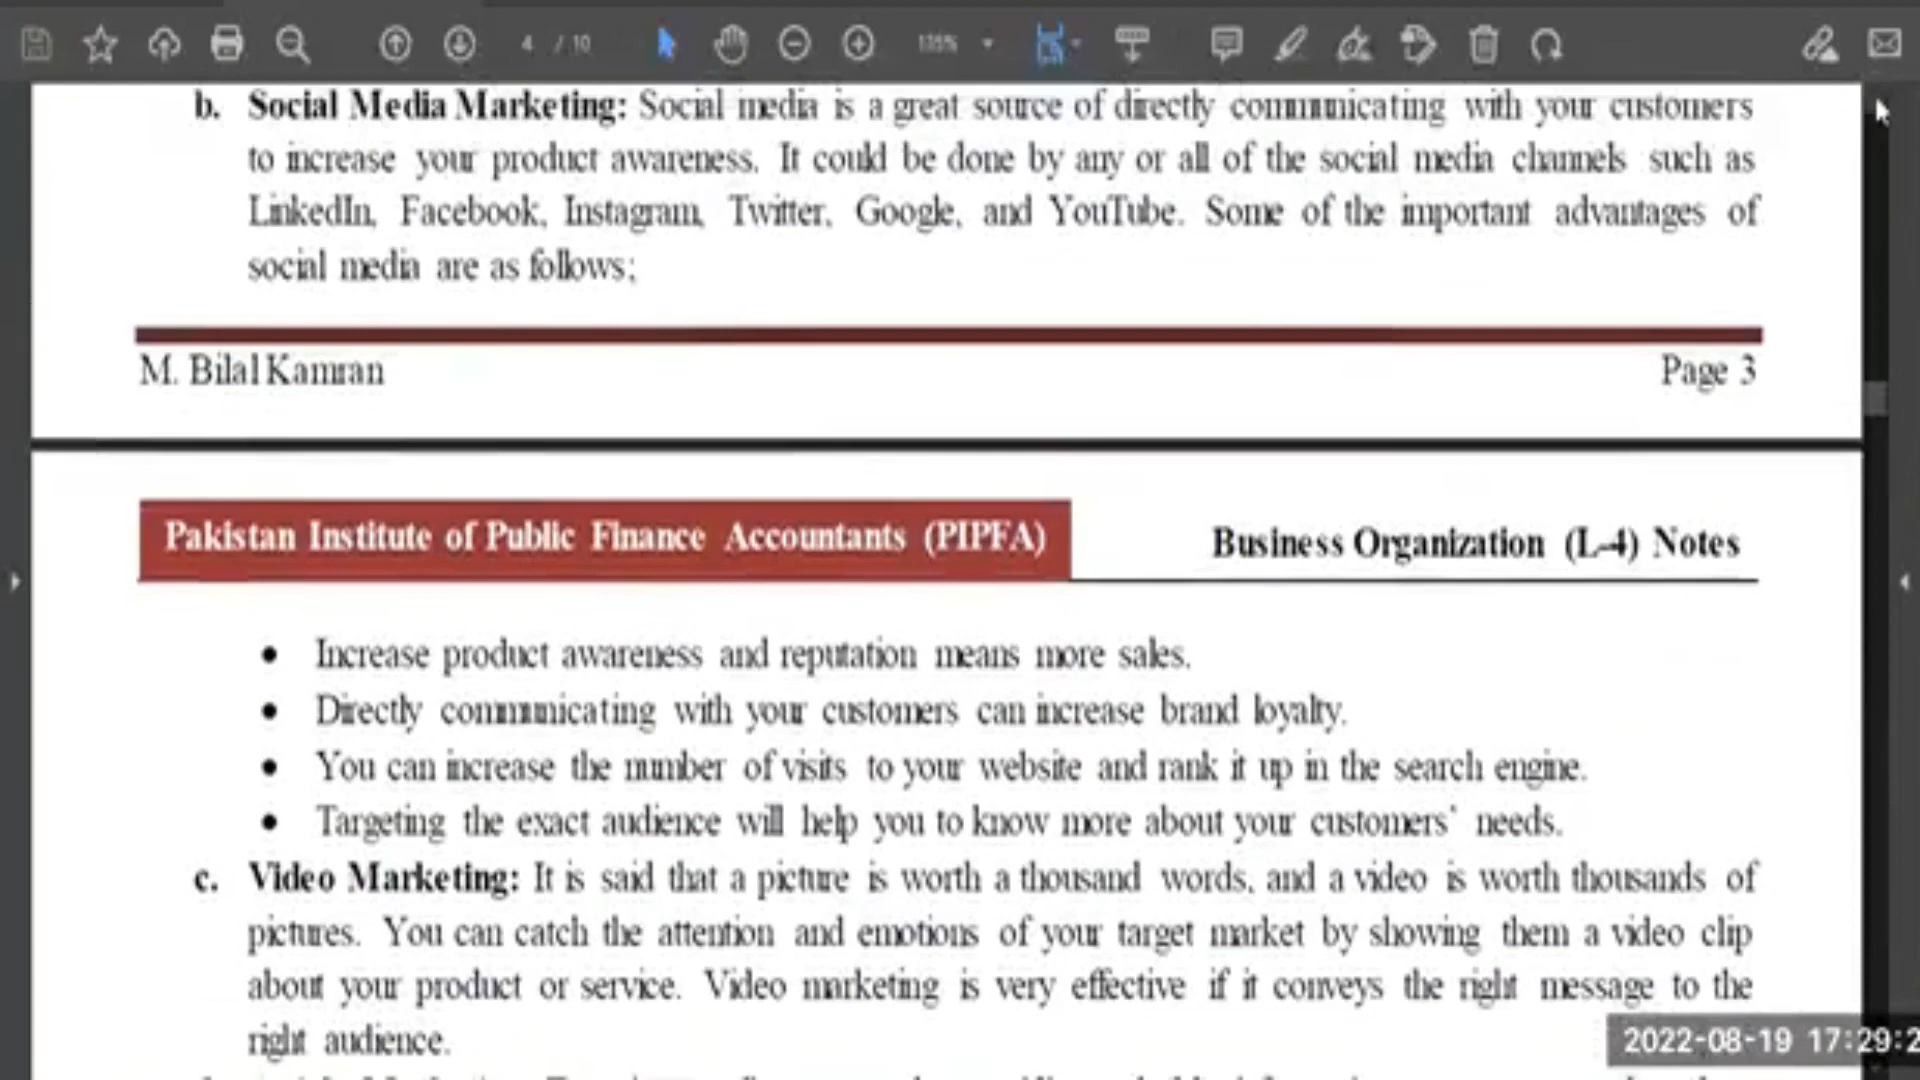 4 / 10
135%
b. Social Media Marketing: Social media is a great source of directly communicating with your customers
to increase your product awareness. It could be done by any or all of the social media channels such as
LinkedIn, Facebook, Instagram, Twitter, Google, and YouTube. Some of the important advantages of
social media are as follows;
M. Bilal Kamran
Page 3
Pakistan Institute of Public Finance Accountants (PIPFA)
Business Organization (L-4) Notes
• Increase product awareness and reputation means more sales.
• Directly communicating with your customers can increase brand loyalty.
• You can increase the number of visits to your website and rank it up in the search engine.
• Targeting the exact audience will help you to know more about your customers' needs.
c. Video Marketing: It is said that a picture is worth a thousand words, and a video is worth thousands of
pictures. You can catch the attention and emotions of your target market by showing them a video clip
about your product or service. Video marketing is very effective if it conveys the right message to the
right audience.
2022-08-19 17:29:2